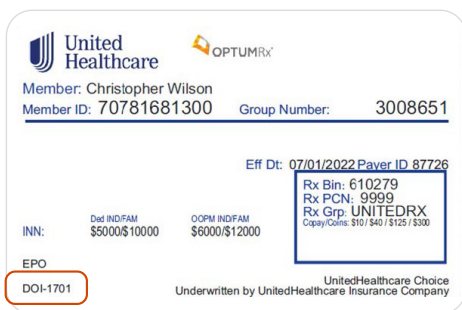 United
Healthcare
OPTUMRx®
Member: Christopher Wilson
Member ID: 70781681300 Group Number: 3008651
Eff Dt: 07/01/2022 Payer ID 87726
Rx Bin: 610279
Rx PCN: 9999
Rx Grp: UNITEDRX
Copay/Coins: $10 / $40 / $125 / $300
Ded IND/FAM OOPM IND/FAM
INN: $5000/$10000 $6000/$12000
EPO
DOI-1701
UnitedHealthcare Choice
Underwritten by UnitedHealthcare Insurance Company